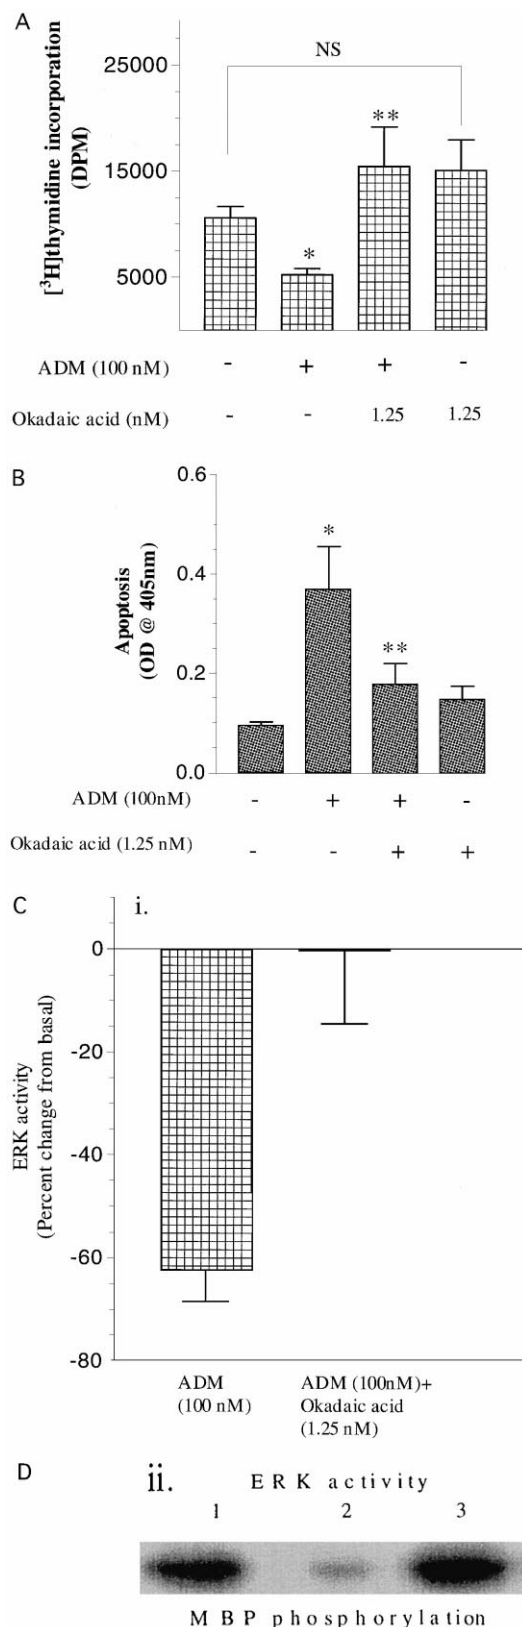 A
NS
25000
15000
5000
[³H]thymidine incorporation
(DPM)
*
**
ADM (100 nM) - + + -
Okadaic acid (nM) - - 1.25 1.25
B
0.6
0.4
0.2
0.0
Apoptosis
(OD @ 405nm)
*
**
ADM (100nM) - + + -
Okadaic acid (1.25 nM) - - + +
C i.
0
-20
-40
-60
-80
ERK activity
(Percent change from basal)
ADM
(100 nM)
ADM (100nM)+
Okadaic acid
(1.25 nM)
D ii.
ERK activity
1 2 3
MBP phosphorylation